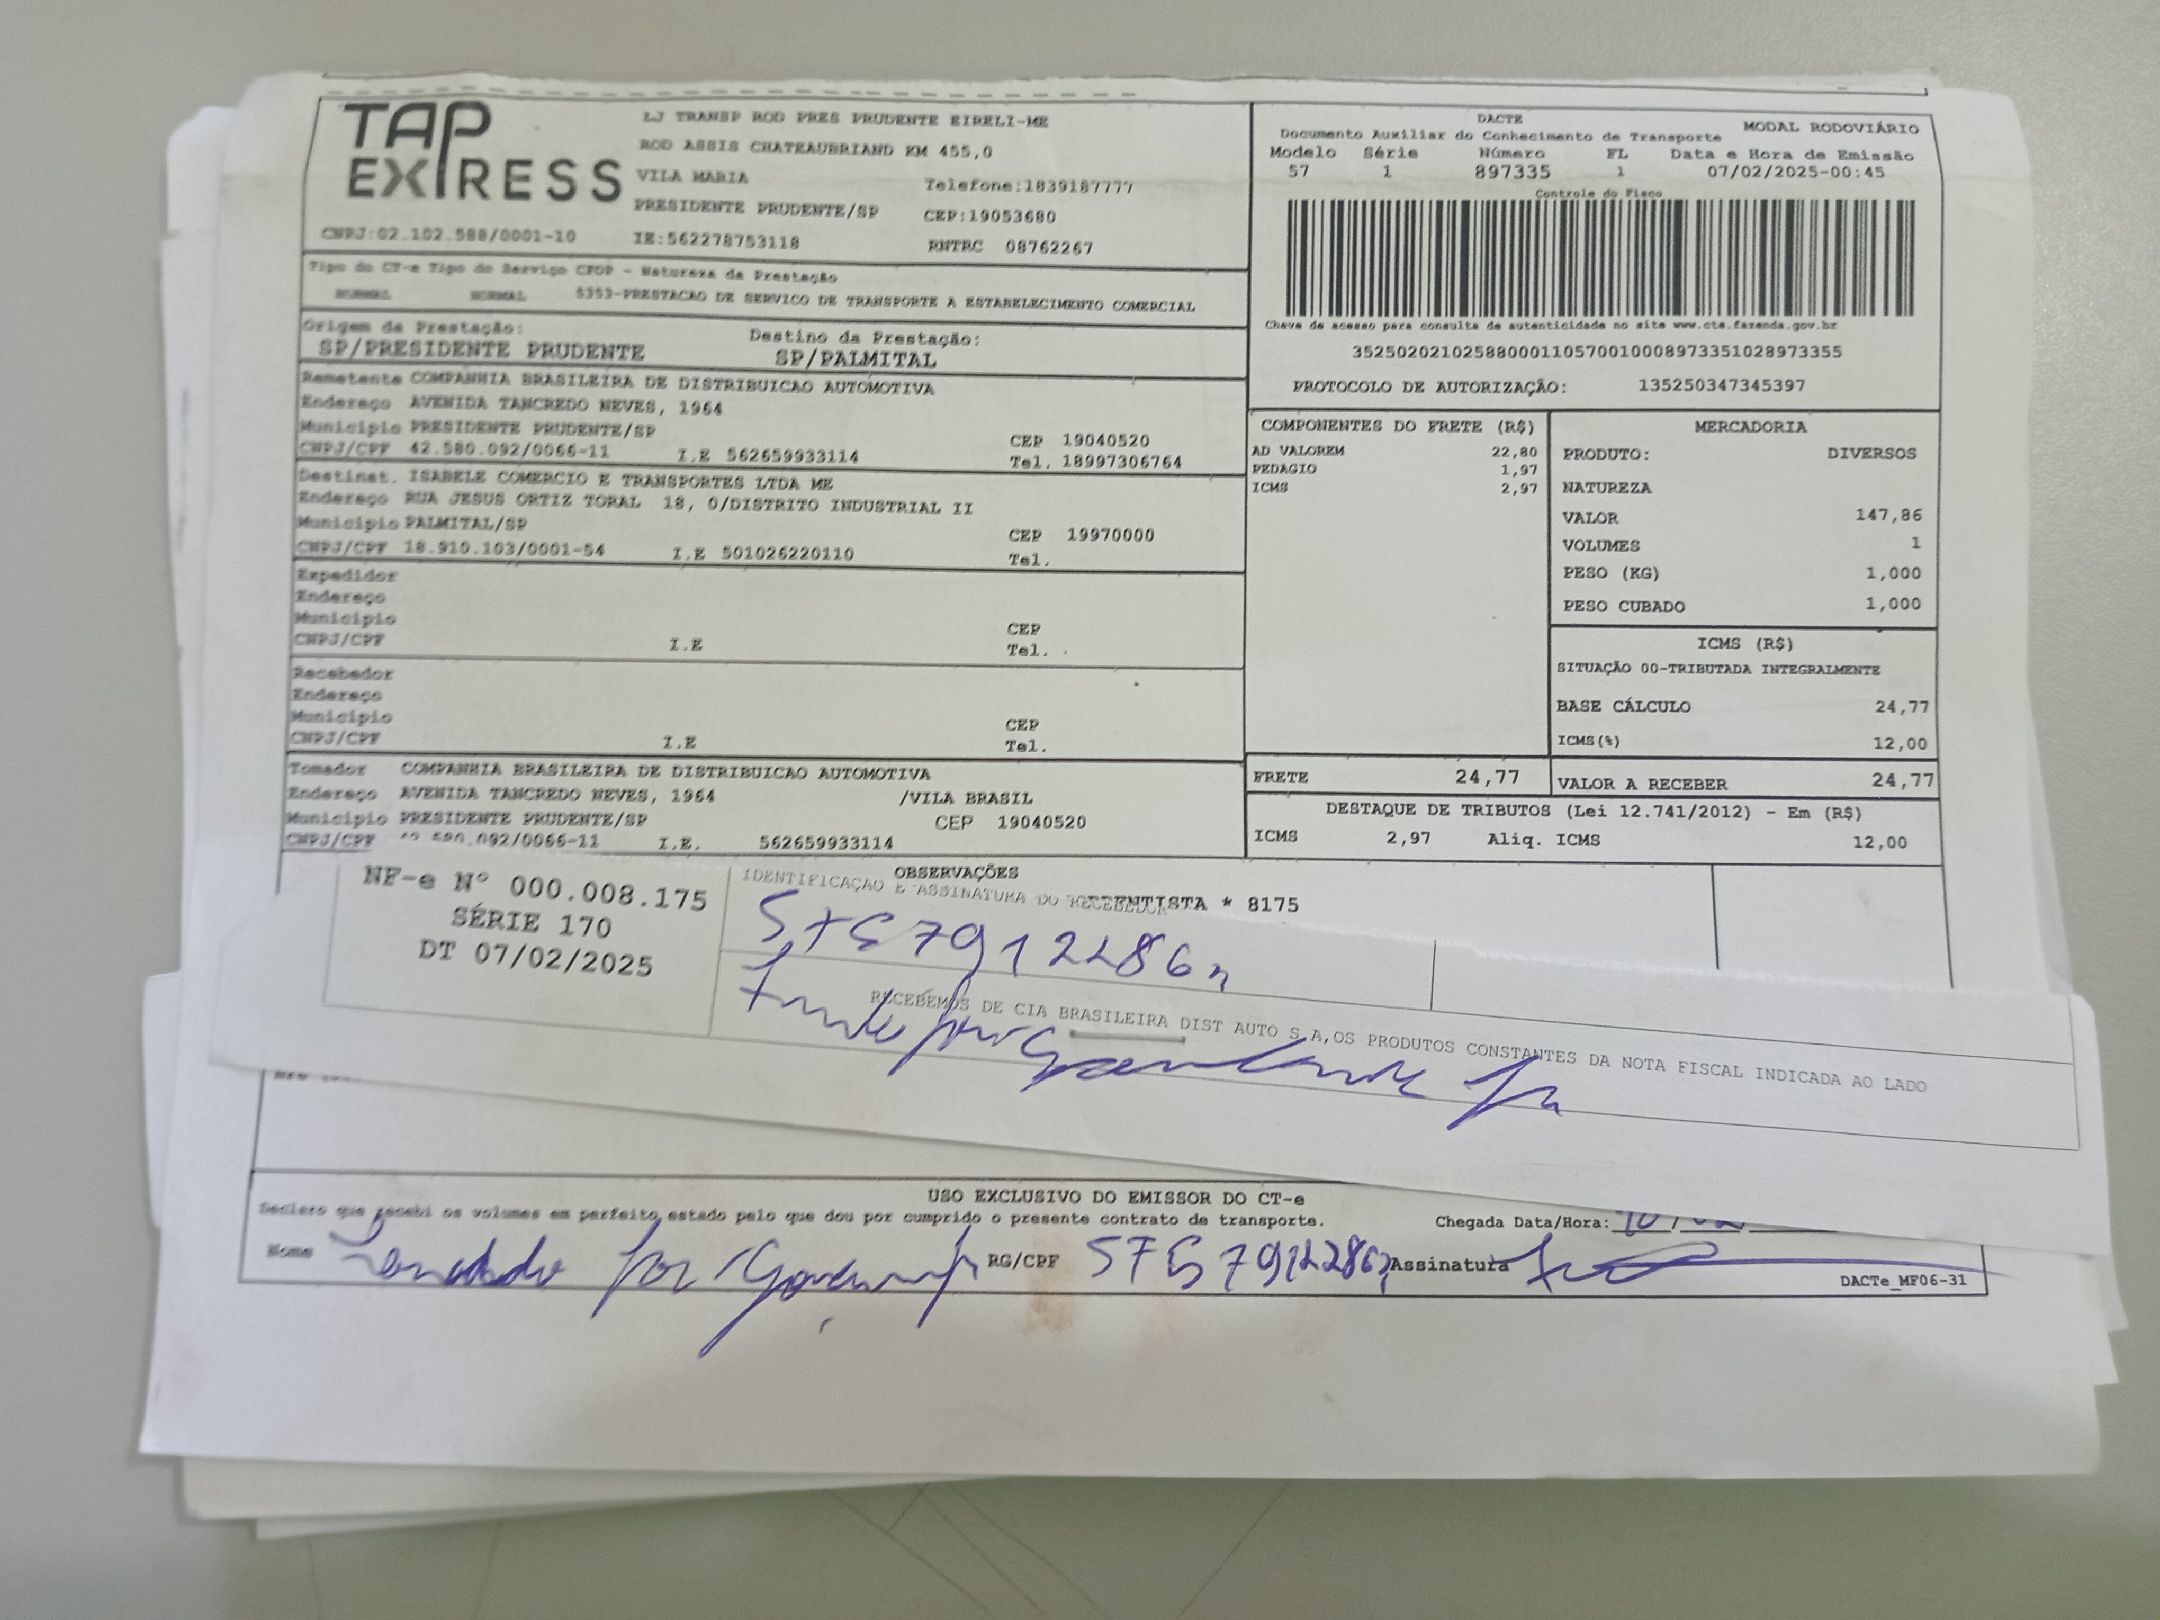 TAP
EXPRESS
LJ TRANSP ROD PRES PRUDENTE EIRELI-ME
ROD ASSIS CHATEAUBRIAND KM 455,0
VILA MARIA Telefone:1839187777
PRESIDENTE PRUDENTE/SP CEP:19053680
CNPJ:02.102.588/0001-10 IE:562278753118 RNTRC 08762267
DACTE
Documento Auxiliar do Conhecimento de Transporte MODAL RODOVIÁRIO
Modelo Série Número FL Data e Hora de Emissão
57 1 897335 1 07/02/2025-00:45
Controle do Fisco
Chave de acesso para consulta de autenticidade no site www.cte.fazenda.gov.br
35250202102588000110570010008973351028973355
PROTOCOLO DE AUTORIZAÇÃO: 135250347345397
Tipo do CT-e Tipo do Serviço CFOP - Natureza da Prestação
NORMAL NORMAL 5353-PRESTACAO DE SERVICO DE TRANSPORTE A ESTABELECIMENTO COMERCIAL
Origem da Prestação: Destino da Prestação:
SP/PRESIDENTE PRUDENTE SP/PALMITAL
Remetente COMPANHIA BRASILEIRA DE DISTRIBUICAO AUTOMOTIVA
Endereço AVENIDA TANCREDO NEVES, 1964
Município PRESIDENTE PRUDENTE/SP CEP 19040520
CNPJ/CPF 42.580.092/0066-11 I.E 562659933114 Tel. 18997306764
Destinat. ISABELE COMERCIO E TRANSPORTES LTDA ME
Endereço RUA JESUS ORTIZ TORAL 18, 0/DISTRITO INDUSTRIAL II
Município PALMITAL/SP CEP 19970000
CNPJ/CPF 18.910.103/0001-54 I.E 501026220110 Tel.
Expedidor
Endereço
Município CEP
CNPJ/CPF I.E Tel.
Recebedor
Endereço
Município CEP
CNPJ/CPF I.E Tel.
Tomador COMPANHIA BRASILEIRA DE DISTRIBUICAO AUTOMOTIVA
Endereço AVENIDA TANCREDO NEVES, 1964 /VILA BRASIL
Município PRESIDENTE PRUDENTE/SP CEP 19040520
CNPJ/CPF 42.580.092/0066-11 I.E. 562659933114
COMPONENTES DO FRETE (R$)
AD VALOREM 22,80
PEDAGIO 1,97
ICMS 2,97
MERCADORIA
PRODUTO: DIVERSOS
NATUREZA
VALOR 147,86
VOLUMES 1
PESO (KG) 1,000
PESO CUBADO 1,000
ICMS (R$)
SITUAÇÃO 00-TRIBUTADA INTEGRALMENTE
BASE CÁLCULO 24,77
ICMS(%) 12,00
FRETE 24,77 VALOR A RECEBER 24,77
DESTAQUE DE TRIBUTOS (Lei 12.741/2012) - Em (R$)
ICMS 2,97 Aliq. ICMS 12,00
OBSERVAÇÕES
* 8175
NF-e Nº 000.008.175
SÉRIE 170
DT 07/02/2025
IDENTIFICAÇÃO E ASSINATURA DO
RECEBEMOS DE CIA BRASILEIRA DIST AUTO S.A,OS PRODUTOS CONSTANTES DA NOTA FISCAL INDICADA AO LADO
USO EXCLUSIVO DO EMISSOR DO CT-e
Declaro que recebi os volumes em perfeito estado pelo que dou por cumprido o presente contrato de transporte. Chegada Data/Hora:
Nome por RG/CPF Assinatura
DACTe_MF06-31